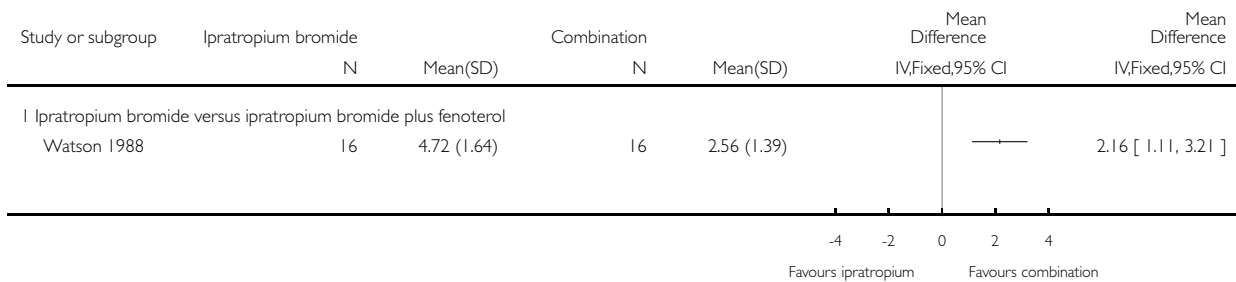 Study or subgroup Ipratropium bromide Combination Mean Difference Mean Difference
N Mean(SD) N Mean(SD) IV,Fixed,95% CI IV,Fixed,95% CI
1 Ipratropium bromide versus ipratropium bromide plus fenoterol
Watson 1988 16 4.72 (1.64) 16 2.56 (1.39) 2.16 [ 1.11, 3.21 ]
-4 -2 0 2 4
Favours ipratropium Favours combination